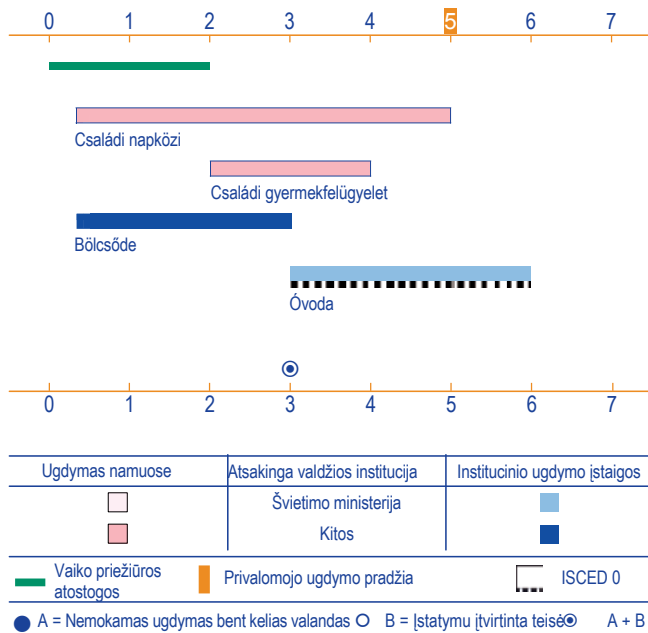 0 1 2 3 4 5 6 7
Családi napközi
Családi gyermekfelügyelet
Bölcsőde
Óvoda
0 1 2 3 4 5 6 7
Ugdymas namuose Atsakinga valdžios institucija Institucinio ugdymo įstaigos
Švietimo ministerija
Kitos
Vaiko priežiūros
atostogos
Privalomojo ugdymo pradžia
ISCED 0
A = Nemokamas ugdymas bent kelias valandas B = Įstatymu įtvirtinta teisė A + B